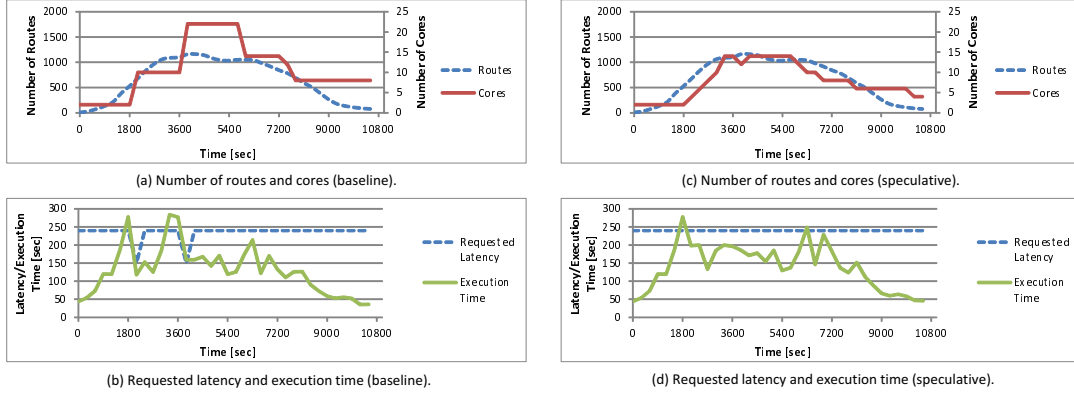 2000
1500
1000
500
0
Number of Routes
25
20
15
10
5
0
Number of Cores
0 1800 3600 5400 7200 9000 10800
Time [sec]
Routes
Cores
(a) Number of routes and cores (baseline).
2000
1500
1000
500
0
Number of Routes
25
20
15
10
5
0
Number of Cores
0 1800 3600 5400 7200 9000 10800
Time [sec]
Routes
Cores
(c) Number of routes and cores (speculative).
300
250
200
150
100
50
0
Latency/Execution
Time [sec]
0 1800 3600 5400 7200 9000 10800
Time [sec]
Requested
Latency
Execution
Time
(b) Requested latency and execution time (baseline).
300
250
200
150
100
50
0
Latency/Execution
Time [sec]
0 1800 3600 5400 7200 9000 10800
Time [sec]
Requested
Latency
Execution
Time
(d) Requested latency and execution time (speculative).